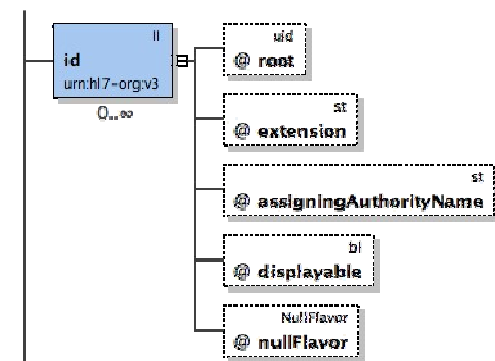 II
id
urn:hl7-org:v3
0..∞
uid
@ root
st
@ extension
st
@ assigningAuthorityName
bl
@ displayable
NullFlavor
@ nullFlavor